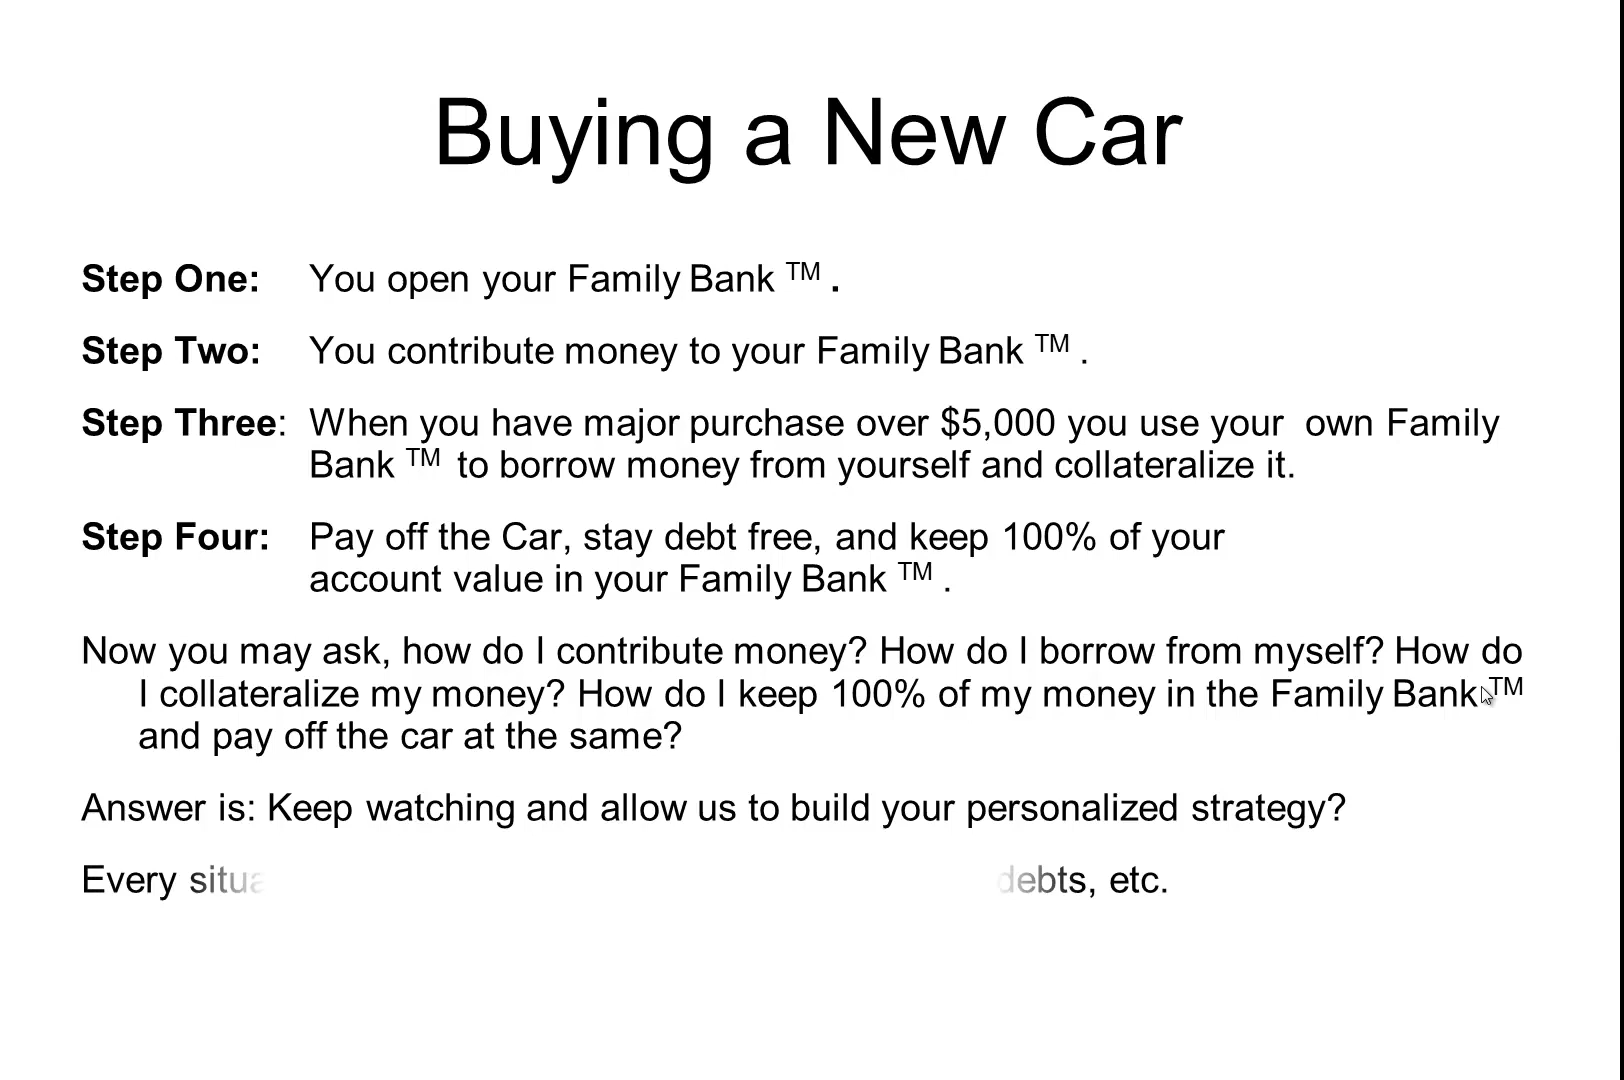 Buying a New Car
Step One: You open your Family Bank TM .
Step Two: You contribute money to your Family Bank TM .
Step Three: When you have major purchase over $5,000 you use your own Family
Bank TM to borrow money from yourself and collateralize it.
Step Four: Pay off the Car, stay debt free, and keep 100% of your
account value in your Family Bank TM .
Now you may ask, how do I contribute money? How do I borrow from myself? How do
I collateralize my money? How do I keep 100% of my money in the Family Bank TM
and pay off the car at the same?
Answer is: Keep watching and allow us to build your personalized strategy?
Every debts, etc.